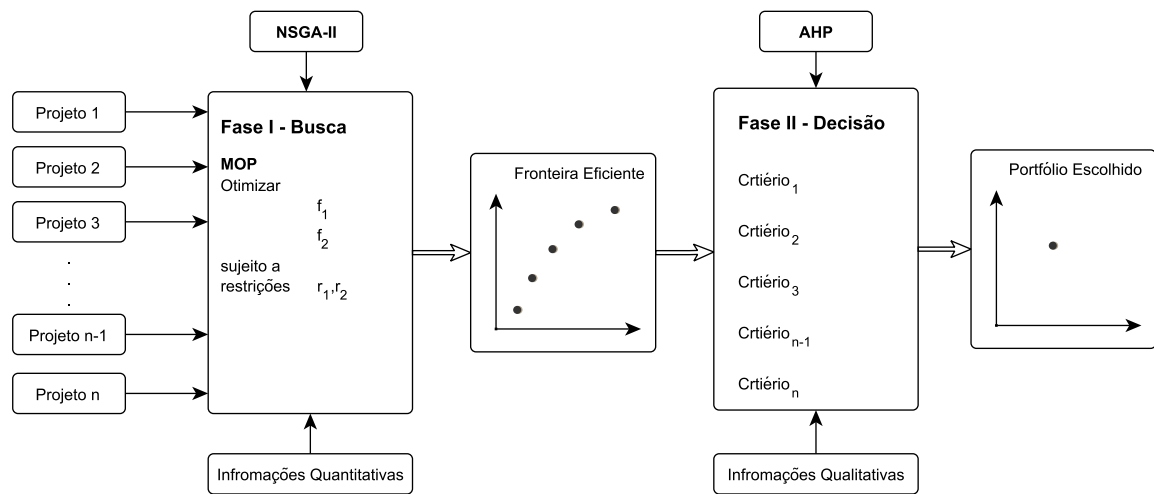 NSGA-II
AHP
Projeto 1
Projeto 2
Projeto 3
.
.
.
Projeto n-1
Projeto n
Fase I - Busca
MOP
Otimizar
f1
f2
sujeito a
restrições r1,r2
Infromações Quantitativas
Fronteira Eficiente
Fase II - Decisão
Crtiério1
Crtiério2
Crtiério3
Crtiérion-1
Crtiérion
Infromações Qualitativas
Portfólio Escolhido